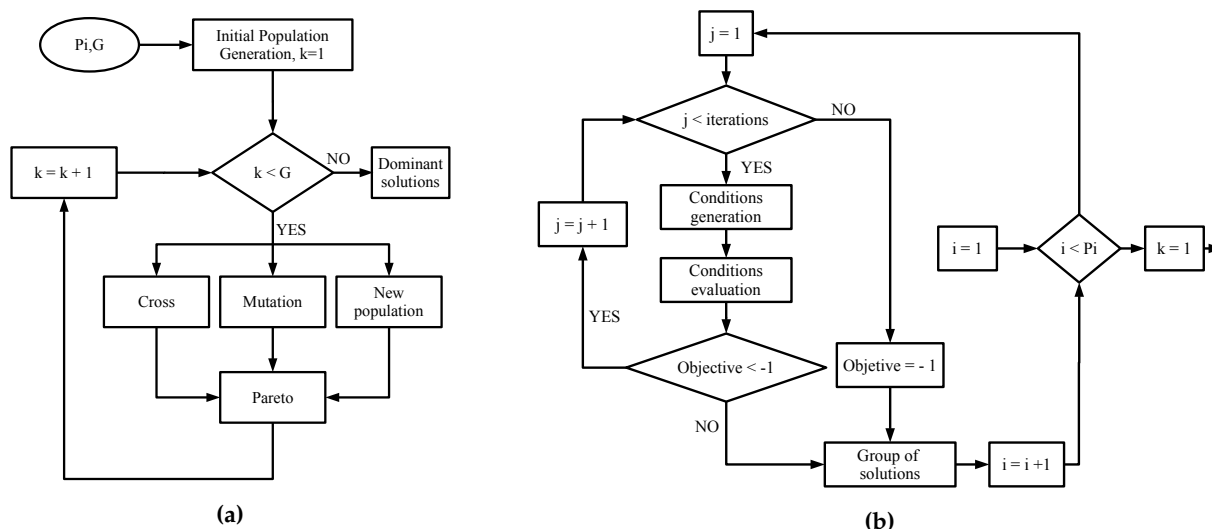 Pi,G
Initial Population
Generation, k=1
k = k + 1
k < G
NO
Dominant
solutions
YES
Cross
Mutation
New
population
Pareto
(a)
j = 1
j < iterations
NO
YES
Conditions
generation
j = j + 1
i = 1
i < Pi
k = 1
Conditions
evaluation
YES
Objective < -1
Objetive = - 1
NO
Group of
solutions
i = i +1
(b)